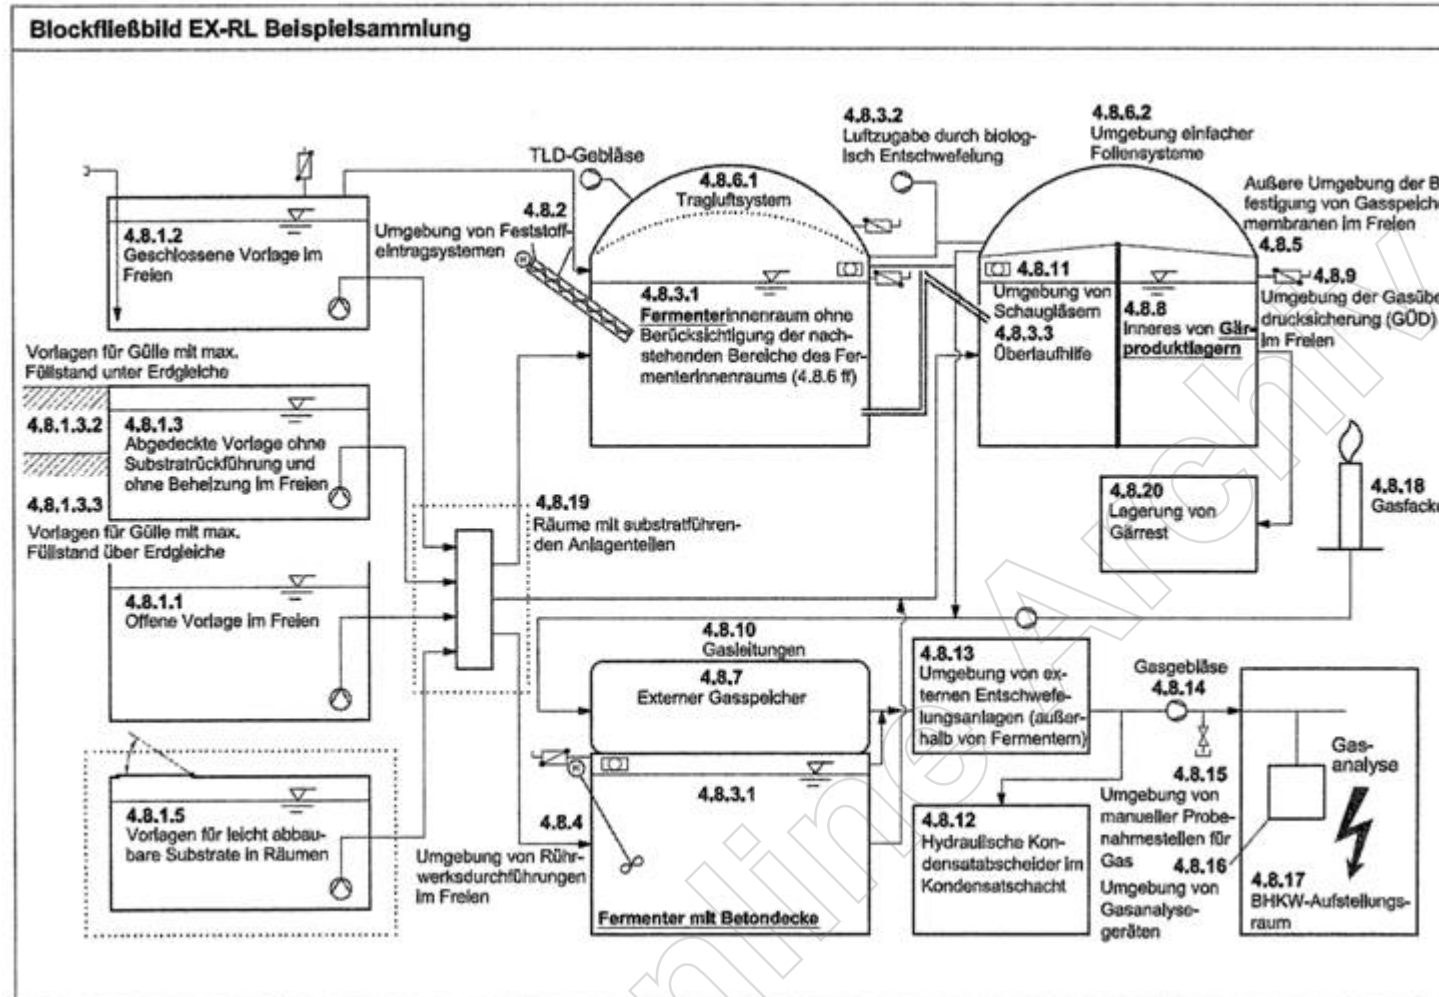 Blockfließbild EX-RL Beispielsammlung
4.8.1.2
Geschlossene Vorlage im
Freien
Vorlagen für Gülle mit max.
Füllstand unter Erdgleiche
4.8.1.3.2
4.8.1.3
Abgedeckte Vorlage ohne
Substratrückführung und
ohne Beheizung im Freien
4.8.1.3.3
Vorlagen für Gülle mit max.
Füllstand über Erdgleiche
4.8.1.1
Offene Vorlage im Freien
4.8.1.5
Vorlagen für leicht abbau-
bare Substrate in Räumen
TLD-Gebläse
4.8.2
Umgebung von Feststoff-
eintragsystemen
M
4.8.6.1
Tragluftsystem
4.8.3.1
Fermenterinnenraum ohne
Berücksichtigung der nach-
stehenden Bereiche des Fer-
menterinnenraums (4.8.6 ff)
4.8.3.2
Luftzugabe durch biolog-
isch Entschwefelung
4.8.6.2
Umgebung einfacher
Foliensysteme
Äußere Umgebung der B
festigung von Gasspeiche
membranen im Freien
4.8.5
4.8.9
Umgebung der Gasübe
drucksicherung (GÜD)
im Freien
4.8.11
Umgebung von
Schaugläsern
4.8.3.3
Überlaufhilfe
4.8.8
Inneres von Gär-
produktlagern
4.8.19
Räume mit substratführen-
den Anlagenteilen
4.8.20
Lagerung von
Gärrest
4.8.18
Gasfacke
4.8.10
Gasleitungen
4.8.7
Externer Gasspeicher
4.8.13
Umgebung von ex-
ternen Entschwefe-
lungsanlagen (außer-
halb von Fermentern)
Gasgebläse
4.8.14
M
4.8.3.1
4.8.4
Umgebung von Rühr-
werksdurchführungen
im Freien
Fermenter mit Betondecke
4.8.12
Hydraulische Kon-
densatabscheider im
Kondensatschacht
4.8.15
Umgebung von
manueller Probe-
nahmestellen für
Gas
4.8.16
Umgebung von
Gasanalyse-
geräten
Gas-
analyse
4.8.17
BHKW-Aufstellungs-
raum
nline Archiv